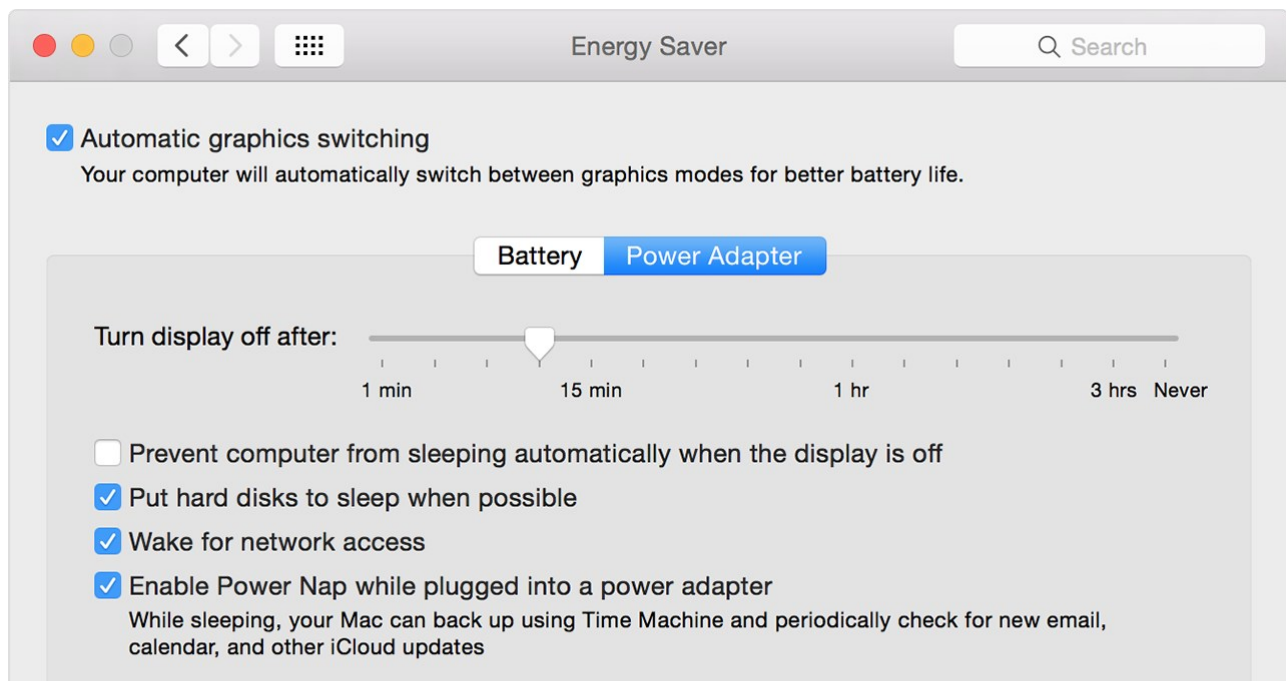 Energy Saver
Search
Automatic graphics switching
Your computer will automatically switch between graphics modes for better battery life.
Battery
Power Adapter
Turn display off after:
1 min 15 min 1 hr 3 hrs Never
Prevent computer from sleeping automatically when the display is off
Put hard disks to sleep when possible
Wake for network access
Enable Power Nap while plugged into a power adapter
While sleeping, your Mac can back up using Time Machine and periodically check for new email,
calendar, and other iCloud updates